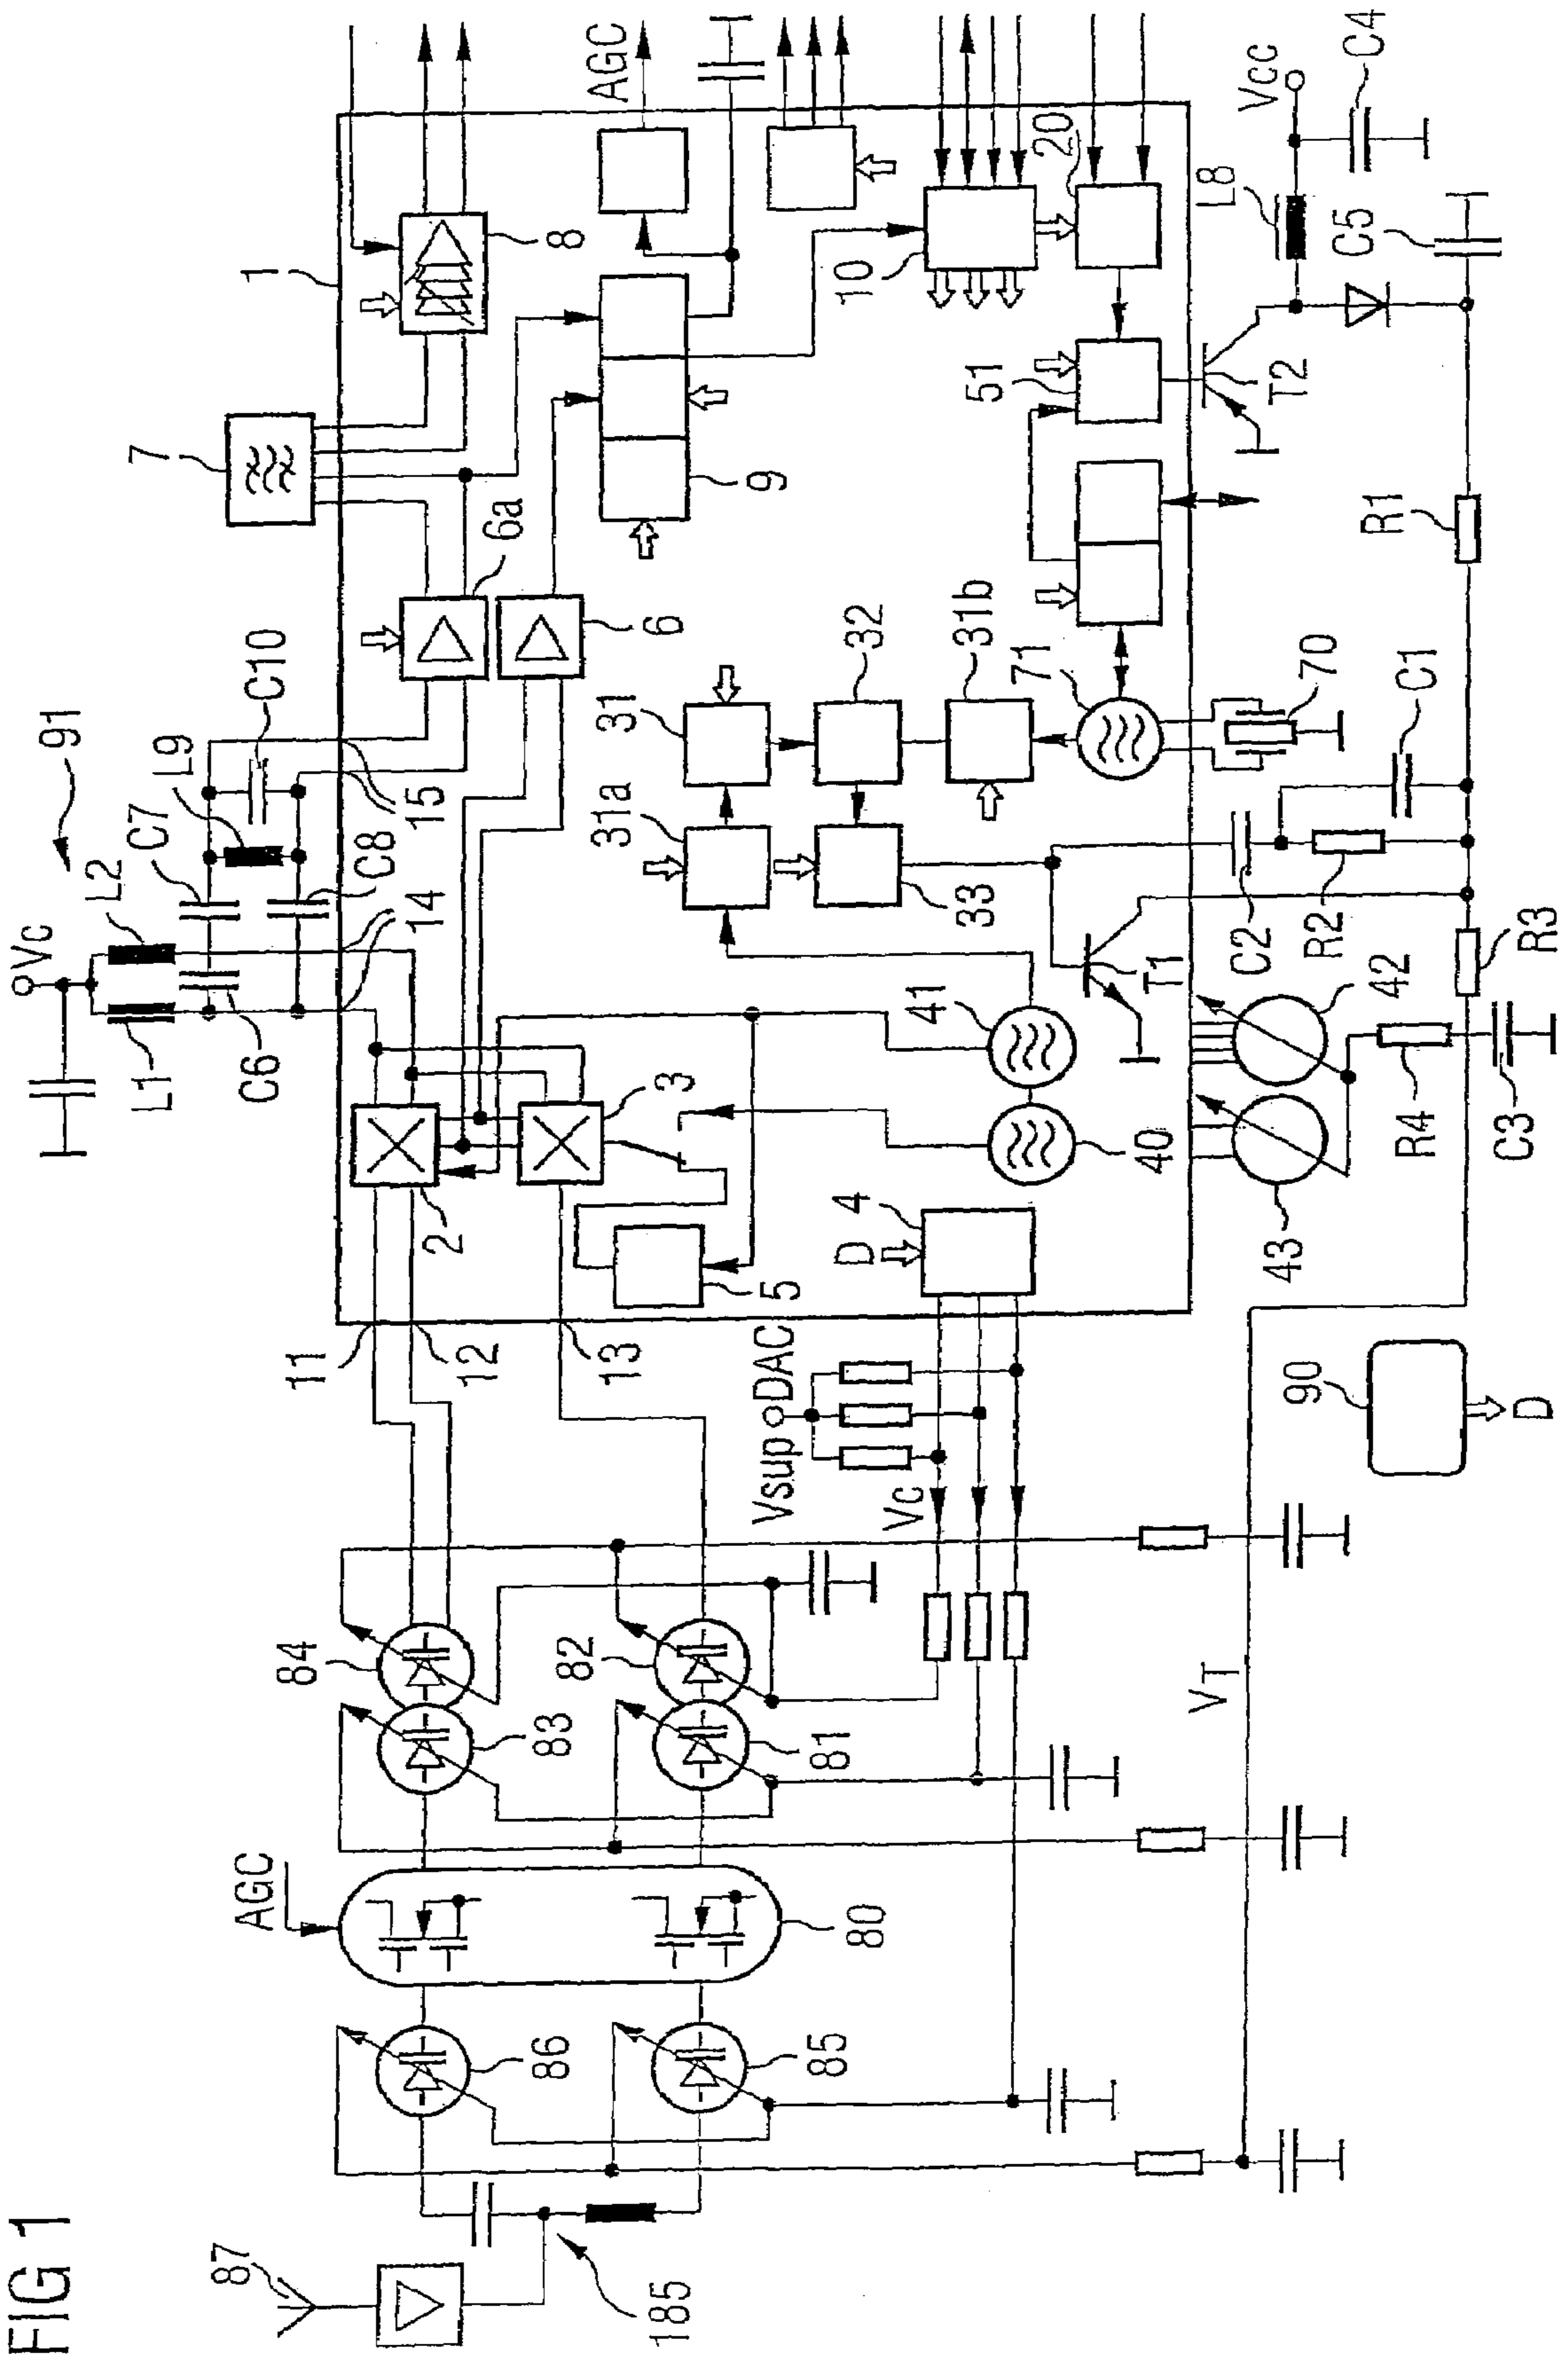 FIG 1
87
185
AGC
86
85
80
83
84
81
82
VT
Vsup
DAC
Vc
11
12
13
90
D
2
3
5
D
4
40
41
43
42
R4
C3
R3
T1
C2
R2
C1
Vc
91
L1
L2
C6
C7
L9
C8
C10
14
15
31a
31
32
33
31b
71
70
6a
6
7
1
8
9
AGC
10
20
51
T2
R1
C5
L8
Vcc
C4